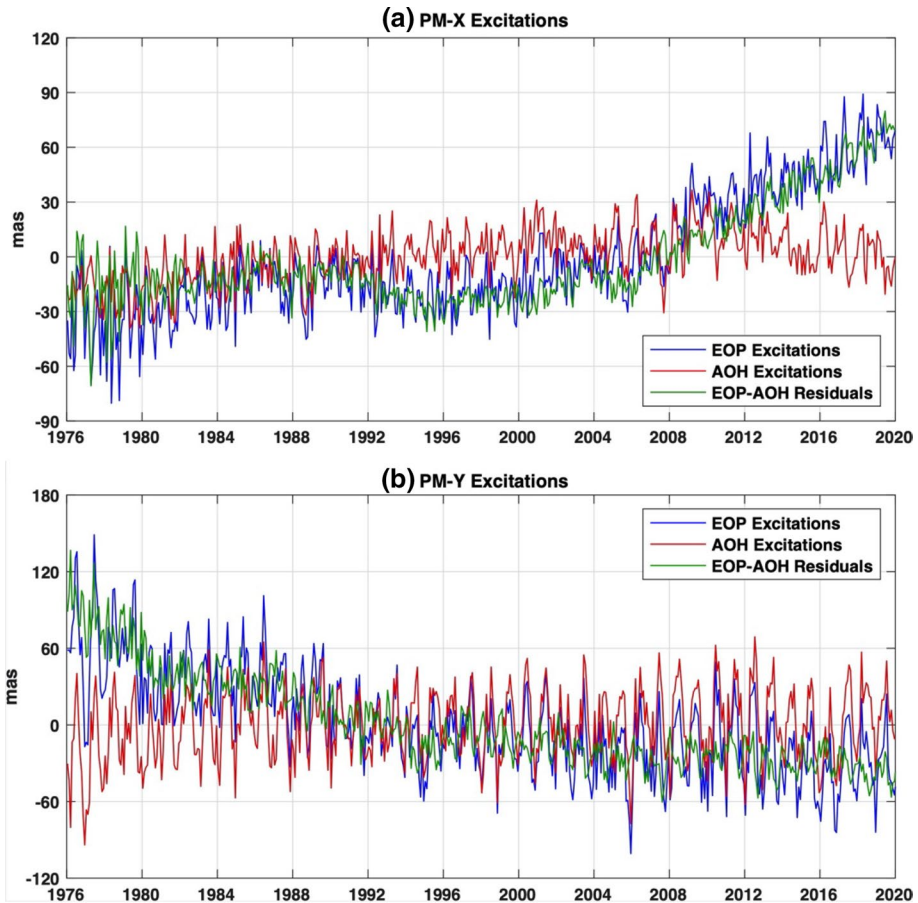 (a) PM-X Excitations
120
90
60
30
0
-30
-60
-90
mas
EOP Excitations
AOH Excitations
EOP-AOH Residuals
1976 1980 1984 1988 1992 1996 2000 2004 2008 2012 2016 2020
(b) PM-Y Excitations
180
120
60
0
-60
-120
mas
EOP Excitations
AOH Excitations
EOP-AOH Residuals
1976 1980 1984 1988 1992 1996 2000 2004 2008 2012 2016 2020